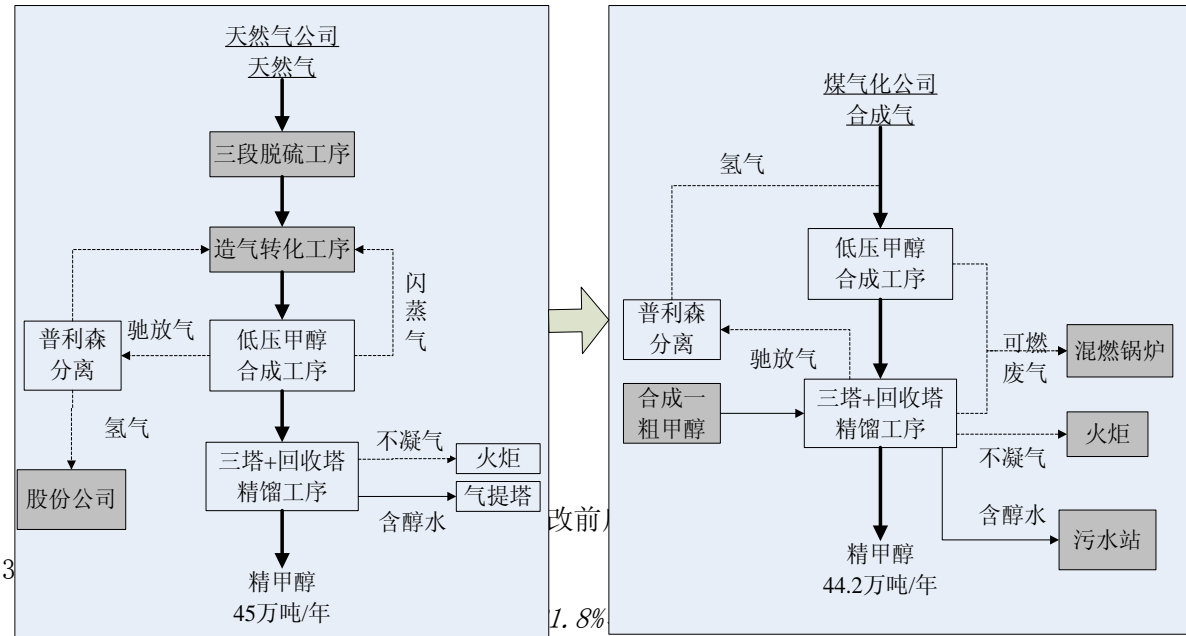 天然气公司
天然气
三段脱硫工序
造气转化工序
闪
蒸
气
普利森
分离
驰放气
低压甲醇
合成工序
氢气
股份公司
三塔+回收塔
精馏工序
不凝气
火炬
气提塔
含醇水
精甲醇
45万吨/年
煤气化公司
合成气
氢气
低压甲醇
合成工序
普利森
分离
驰放气
可燃
废气
混燃锅炉
合成一
粗甲醇
三塔+回收塔
精馏工序
火炬
不凝气
含醇水
污水站
精甲醇
44.2万吨/年
改前
3
1.8%